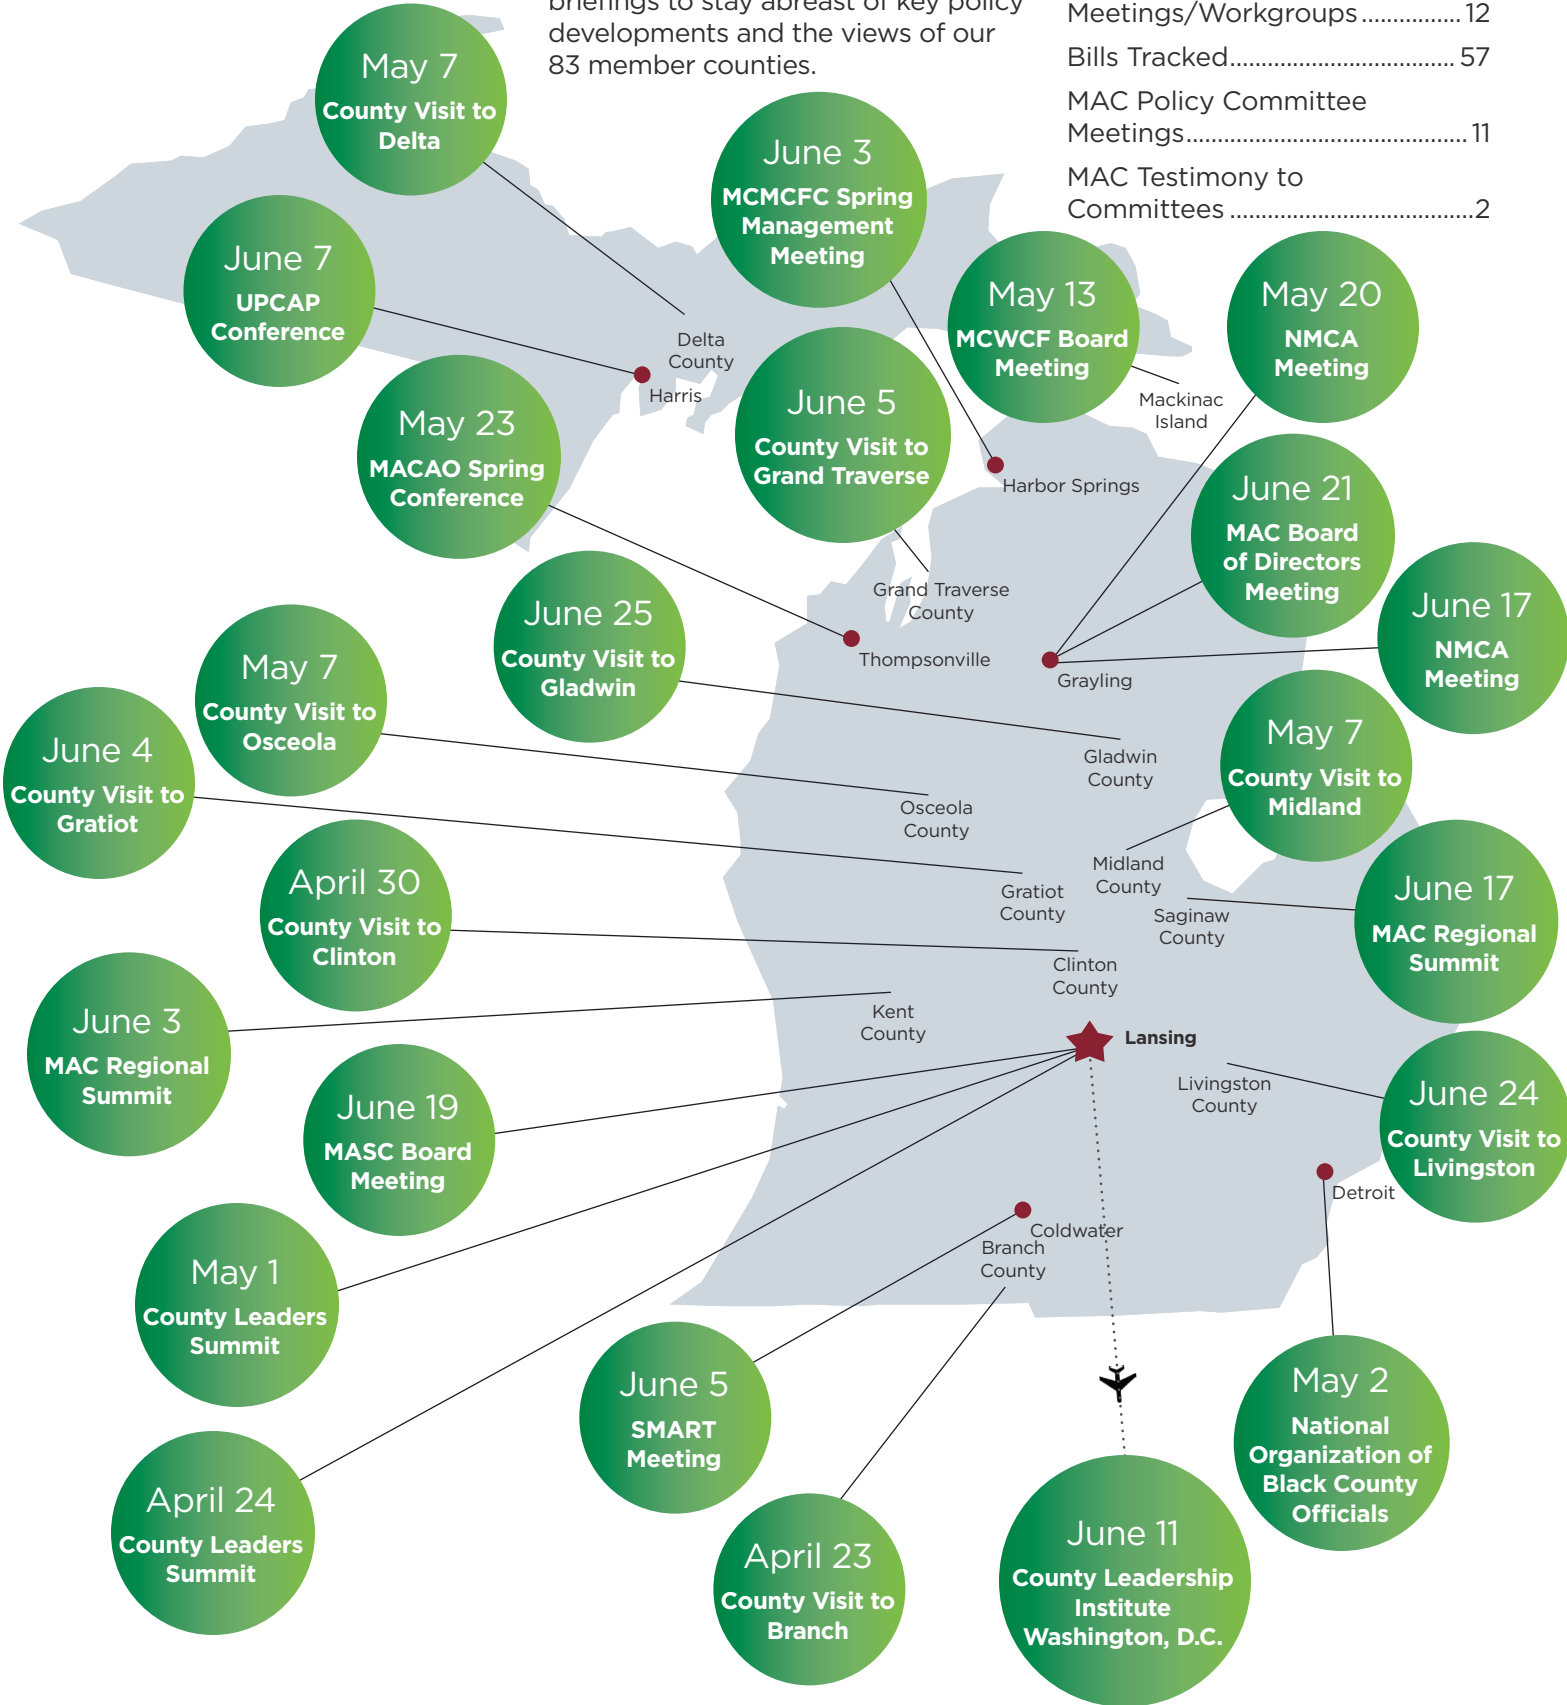 briefings to stay abreast of key policy
developments and the views of our
83 member counties.
Meetings/Workgroups ............... 12
Bills Tracked.................................. 57
MAC Policy Committee
Meetings.......................................... 11
MAC Testimony to
Committees ....................................2
May 7
County Visit to
Delta
June 3
MCMCFC Spring
Management
Meeting
June 7
UPCAP
Conference
May 13
MCWCF Board
Meeting
May 20
NMCA
Meeting
Delta
County
Harris
Mackinac
Island
May 23
MACAO Spring
Conference
June 5
County Visit to
Grand Traverse
Harbor Springs
June 21
MAC Board
of Directors
Meeting
Grand Traverse
County
June 25
County Visit to
Gladwin
June 17
NMCA
Meeting
Thompsonville
Grayling
May 7
County Visit to
Osceola
June 4
County Visit to
Gratiot
Gladwin
County
May 7
County Visit to
Midland
Osceola
County
Midland
County
Gratiot
County
Saginaw
County
April 30
County Visit to
Clinton
June 17
MAC Regional
Summit
Clinton
County
Kent
County
June 3
MAC Regional
Summit
Lansing
Livingston
County
June 19
MASC Board
Meeting
June 24
County Visit to
Livingston
Detroit
Coldwater
Branch
County
May 1
County Leaders
Summit
June 5
SMART
Meeting
May 2
National
Organization of
Black County
Officials
April 24
County Leaders
Summit
April 23
County Visit to
Branch
June 11
County Leadership
Institute
Washington, D.C.